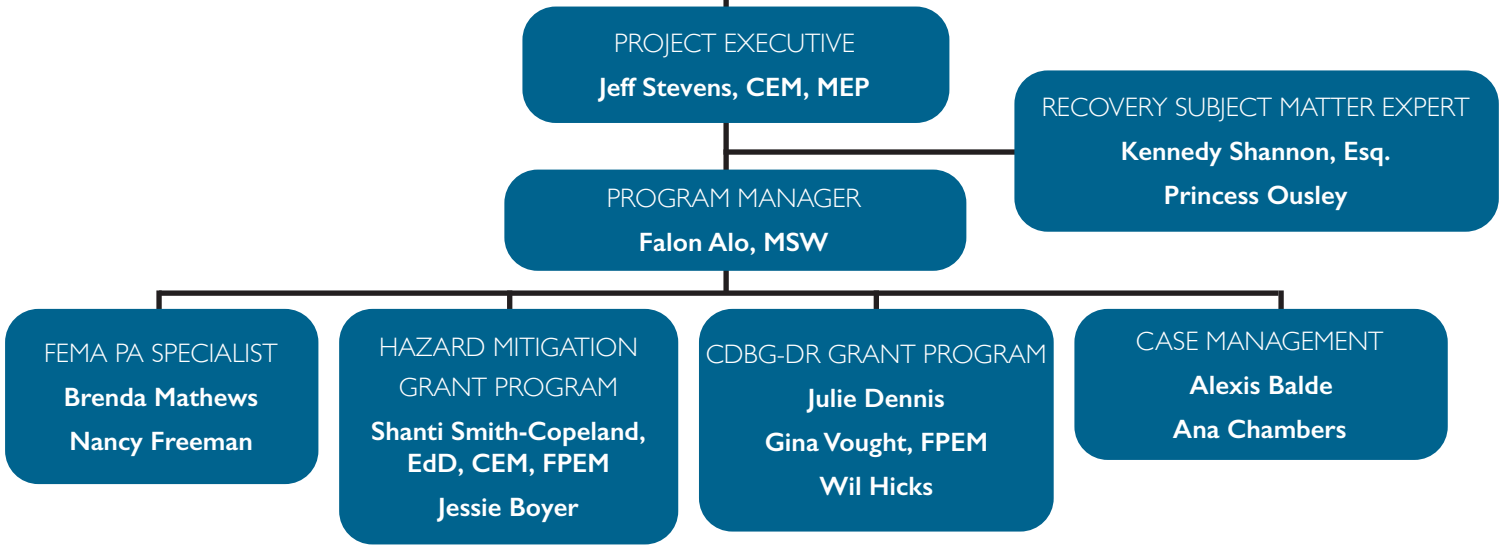 PROJECT EXECUTIVE
Jeff Stevens, CEM, MEP
RECOVERY SUBJECT MATTER EXPERT
Kennedy Shannon, Esq.
Princess Ousley
PROGRAM MANAGER
Falon Alo, MSW
FEMA PA SPECIALIST
Brenda Mathews
Nancy Freeman
HAZARD MITIGATION
GRANT PROGRAM
Shanti Smith-Copeland,
EdD, CEM, FPEM
Jessie Boyer
CDBG-DR GRANT PROGRAM
Julie Dennis
Gina Vought, FPEM
Wil Hicks
CASE MANAGEMENT
Alexis Balde
Ana Chambers